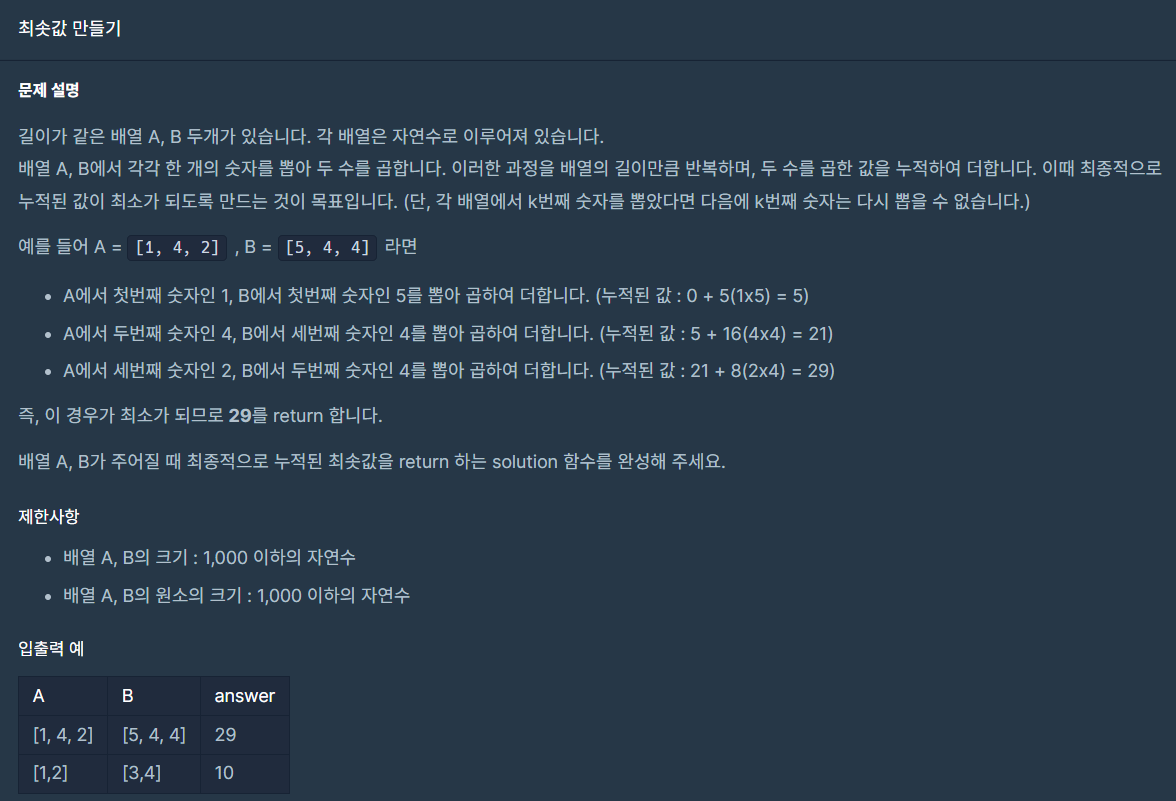 최솟값 만들기
문제 설명
길이가 같은 배열 A, B 두개가 있습니다. 각 배열은 자연수로 이루어져 있습니다.
배열 A, B에서 각각 한 개의 숫자를 뽑아 두 수를 곱합니다. 이러한 과정을 배열의 길이만큼 반복하며, 두 수를 곱한 값을 누적하여 더합니다. 이때 최종적으로
누적된 값이 최소가 되도록 만드는 것이 목표입니다. (단, 각 배열에서 k번째 숫자를 뽑았다면 다음에 k번째 숫자는 다시 뽑을 수 없습니다.)
예를 들어 A = [1, 4, 2] , B = [5, 4, 4] 라면
• A에서 첫번째 숫자인 1, B에서 첫번째 숫자인 5를 뽑아 곱하여 더합니다. (누적된 값 : 0 + 5(1x5) = 5)
• A에서 두번째 숫자인 4, B에서 세번째 숫자인 4를 뽑아 곱하여 더합니다. (누적된 값 : 5 + 16(4x4) = 21)
• A에서 세번째 숫자인 2, B에서 두번째 숫자인 4를 뽑아 곱하여 더합니다. (누적된 값 : 21 + 8(2x4) = 29)
즉, 이 경우가 최소가 되므로 29를 return 합니다.
배열 A, B가 주어질 때 최종적으로 누적된 최솟값을 return 하는 solution 함수를 완성해 주세요.
제한사항
• 배열 A, B의 크기 : 1,000 이하의 자연수
• 배열 A, B의 원소의 크기 : 1,000 이하의 자연수
입출력 예
A B answer
[1, 4, 2] [5, 4, 4] 29
[1,2] [3,4] 10